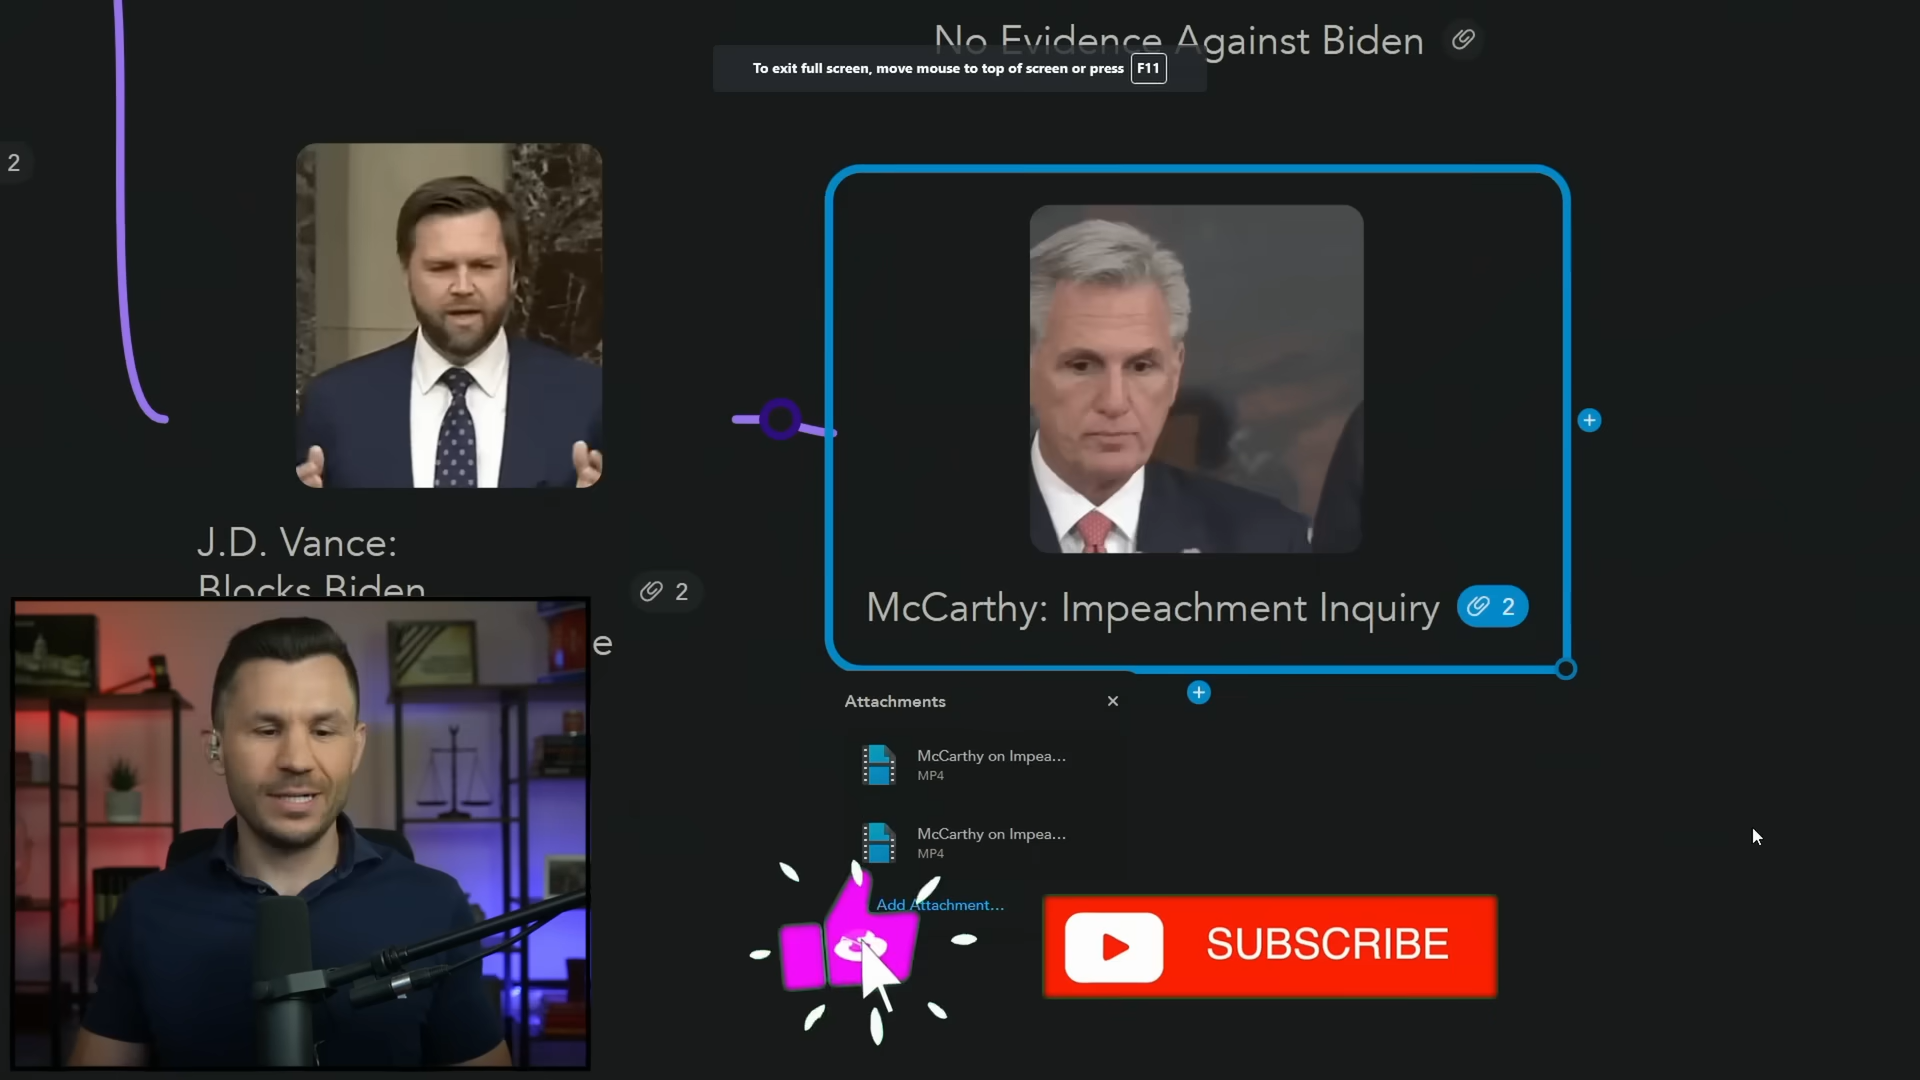 No Evidence Against Biden
To exit full screen, move mouse to top of screen or press F11
2
J.D. Vance:
Blocks Biden
e
2
McCarthy: Impeachment Inquiry 2
Attachments
McCarthy on Impea...
MP4
McCarthy on Impea...
MP4
Add Attachment...
SUBSCRIBE